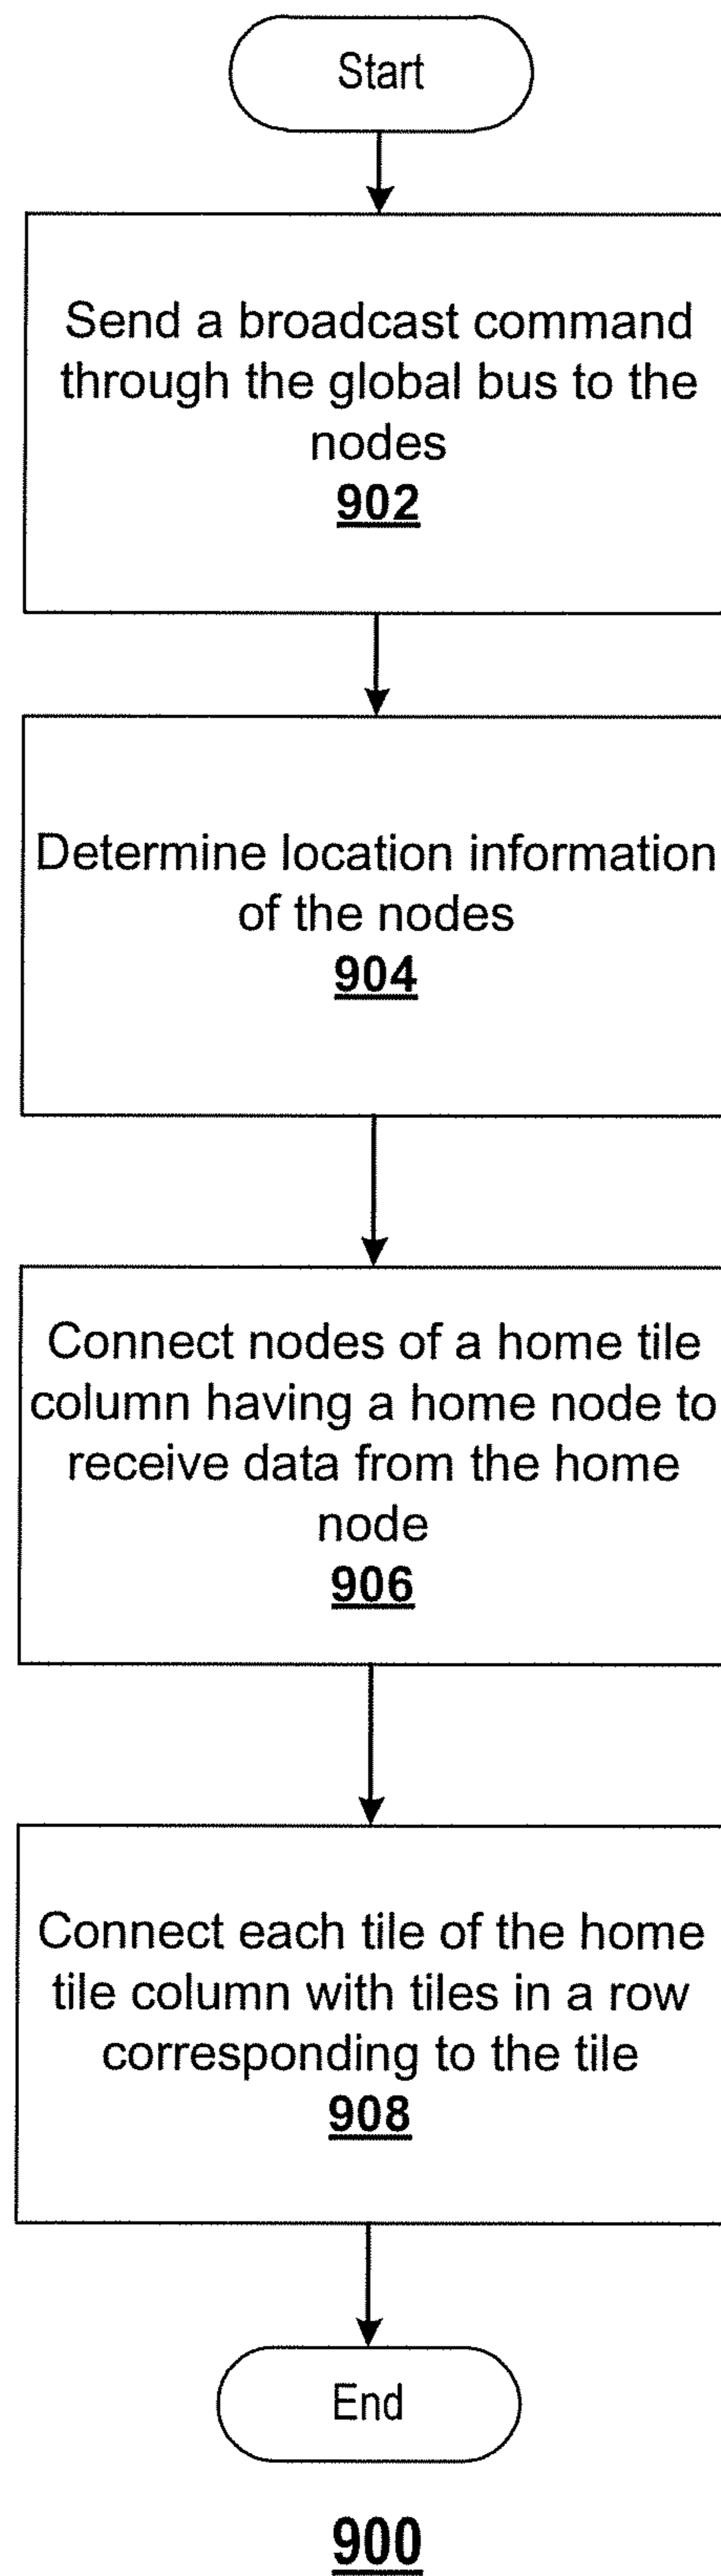 Start
Send a broadcast command
through the global bus to the
nodes
902
Determine location information
of the nodes
904
Connect nodes of a home tile
column having a home node to
receive data from the home
node
906
Connect each tile of the home
tile column with tiles in a row
corresponding to the tile
908
End
900